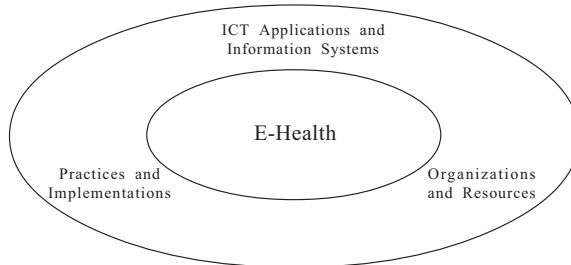 ICT Applications and
Information Systems
E-Health
Practices and
Implementations
Organizations
and Resources